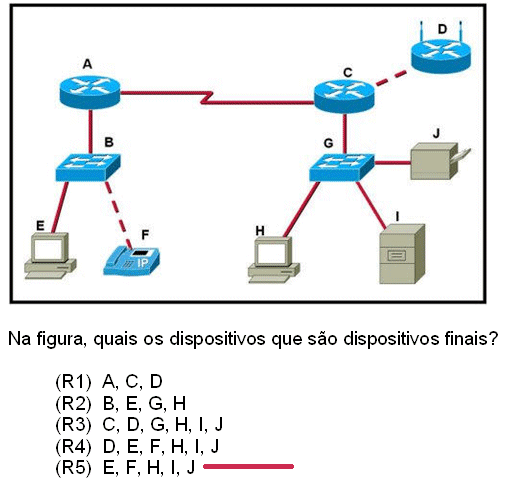 D
A
C
B
G
J
E
F
H
I
IP
Na figura, quais os dispositivos que são dispositivos finais?
(R1) A, C, D
(R2) B, E, G, H
(R3) C, D, G, H, I, J
(R4) D, E, F, H, I, J
(R5) E, F, H, I, J